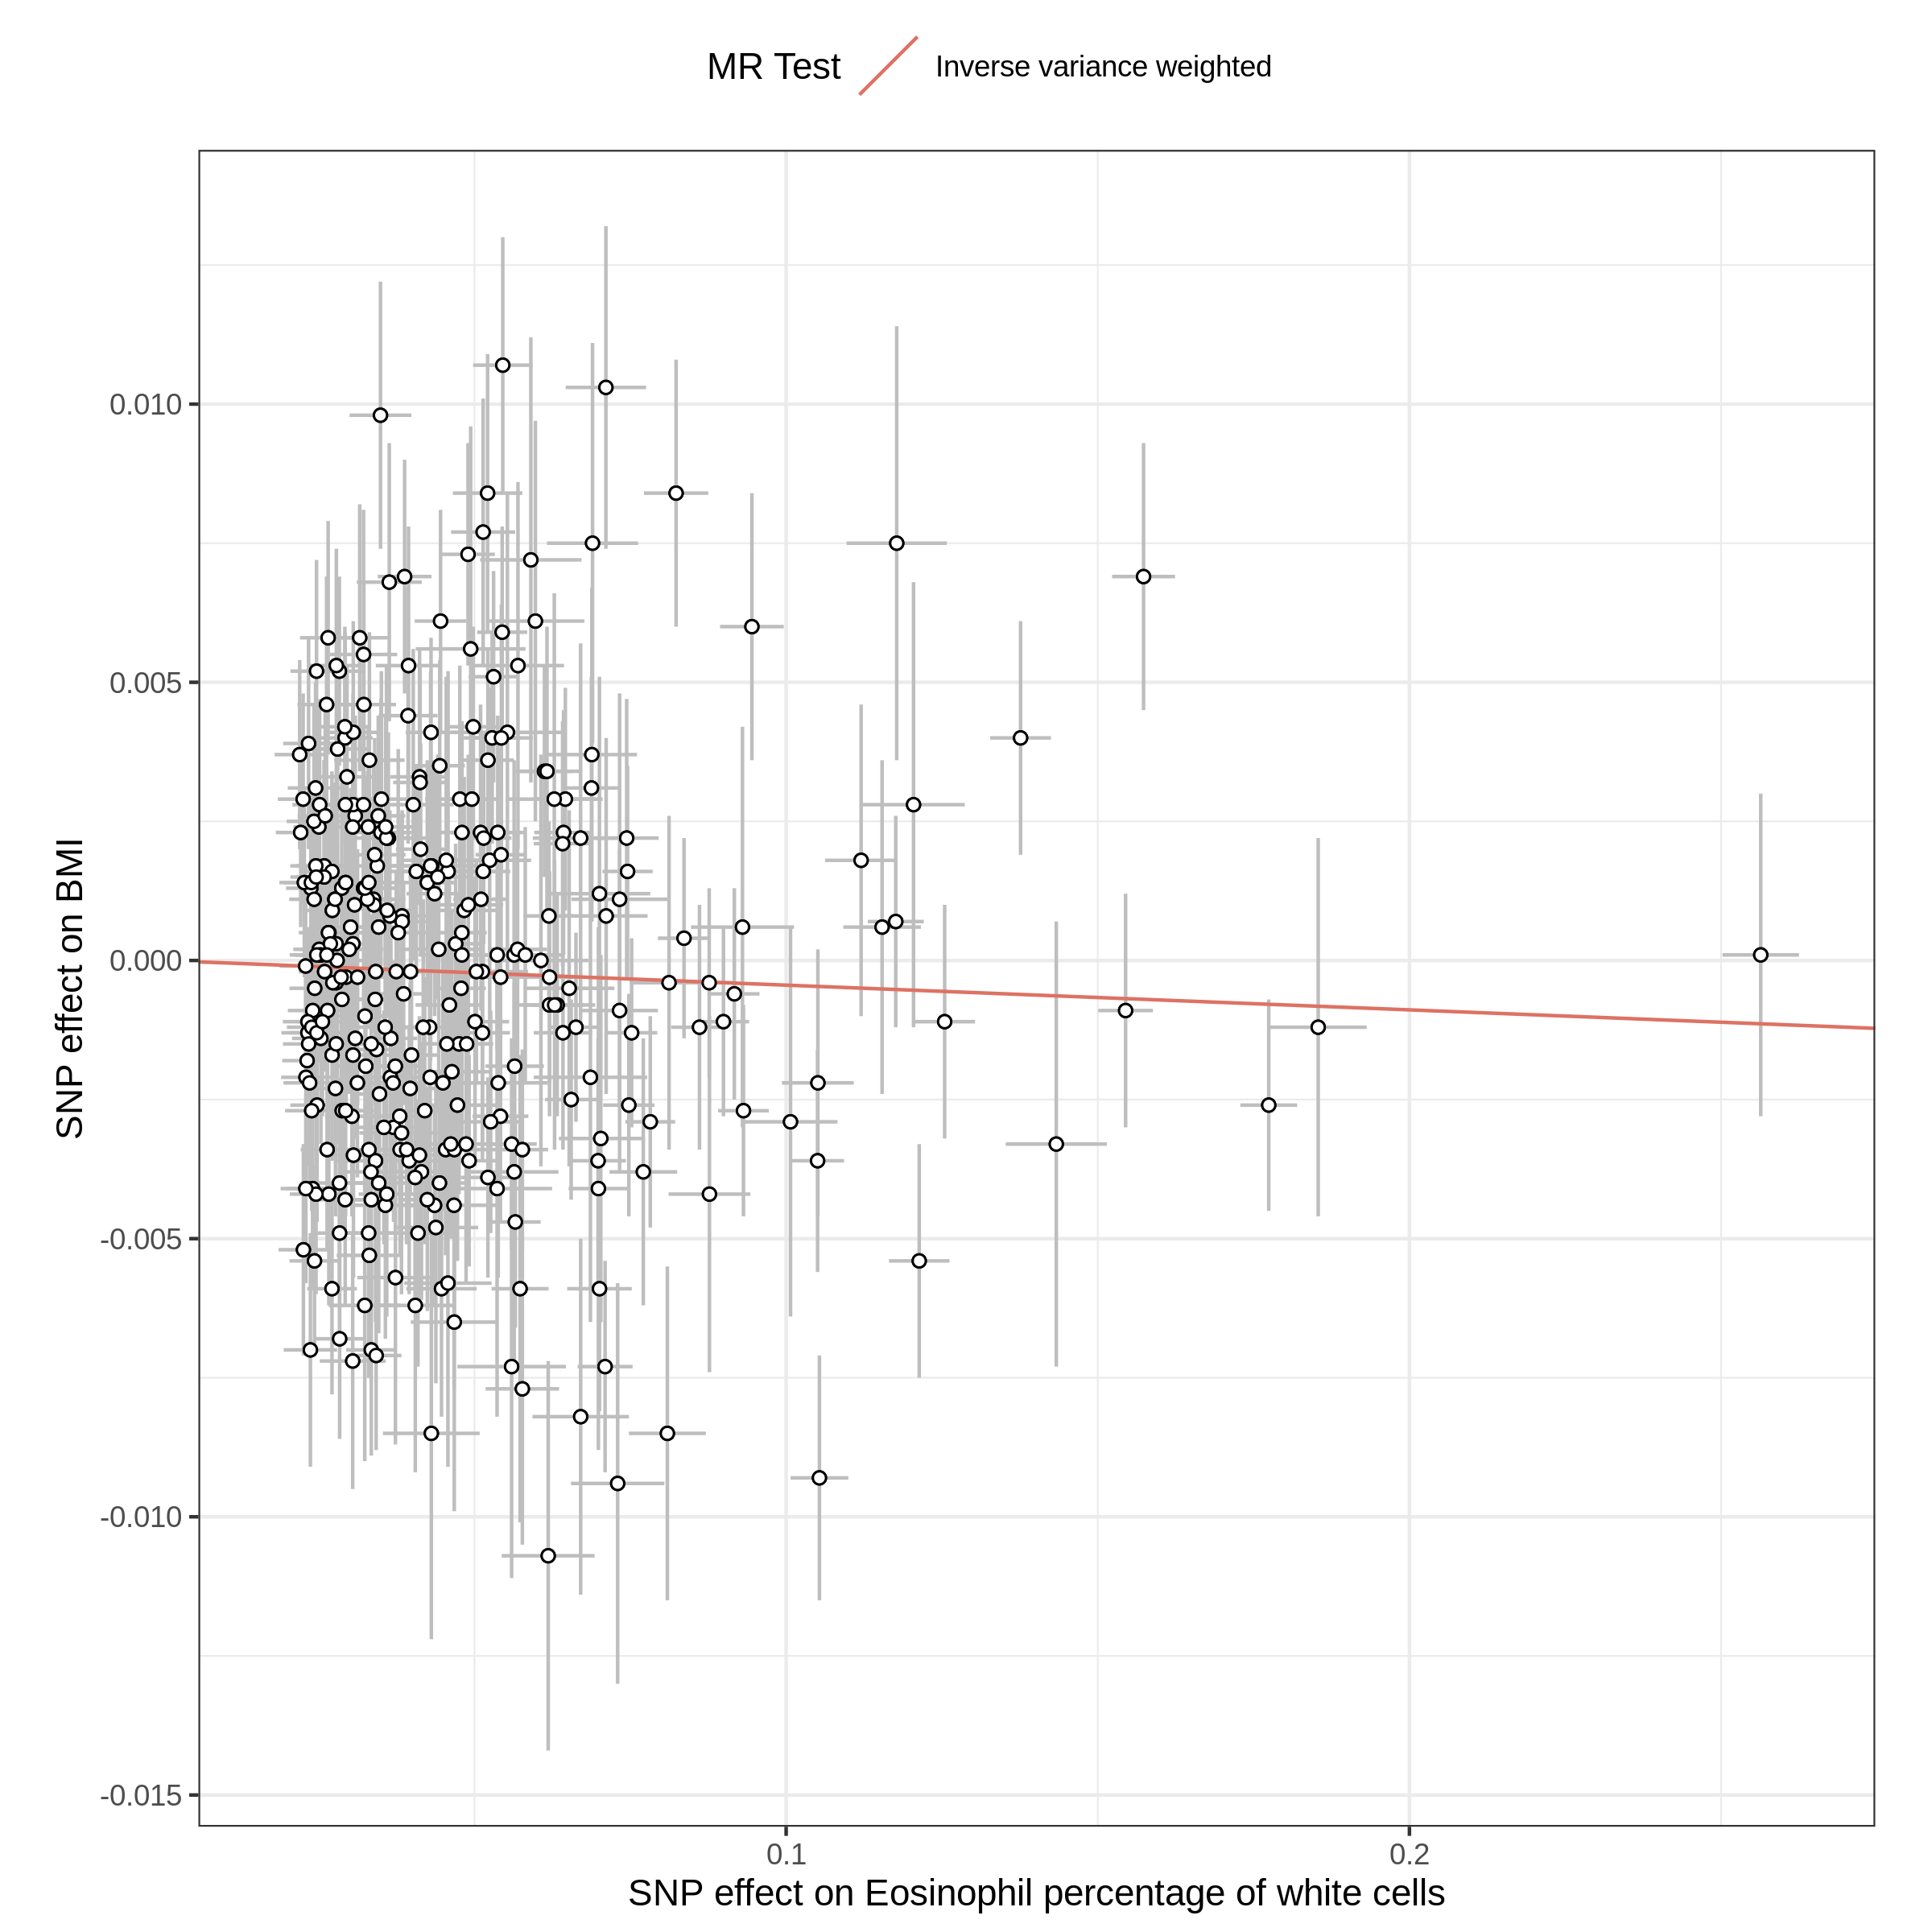 MR Test Inverse variance weighted
SNP effect on BMI
0.010
0.005
0.000
-0.005
-0.010
-0.015
0.1 0.2
SNP effect on Eosinophil percentage of white cells